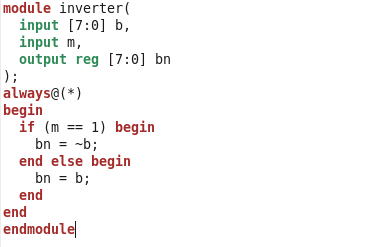 module inverter(
  input [7:0] b,
  input m,
  output reg [7:0] bn
);
always@(*)
begin
  if (m == 1) begin
    bn = ~b;
  end else begin
    bn = b;
  end
end
endmodule